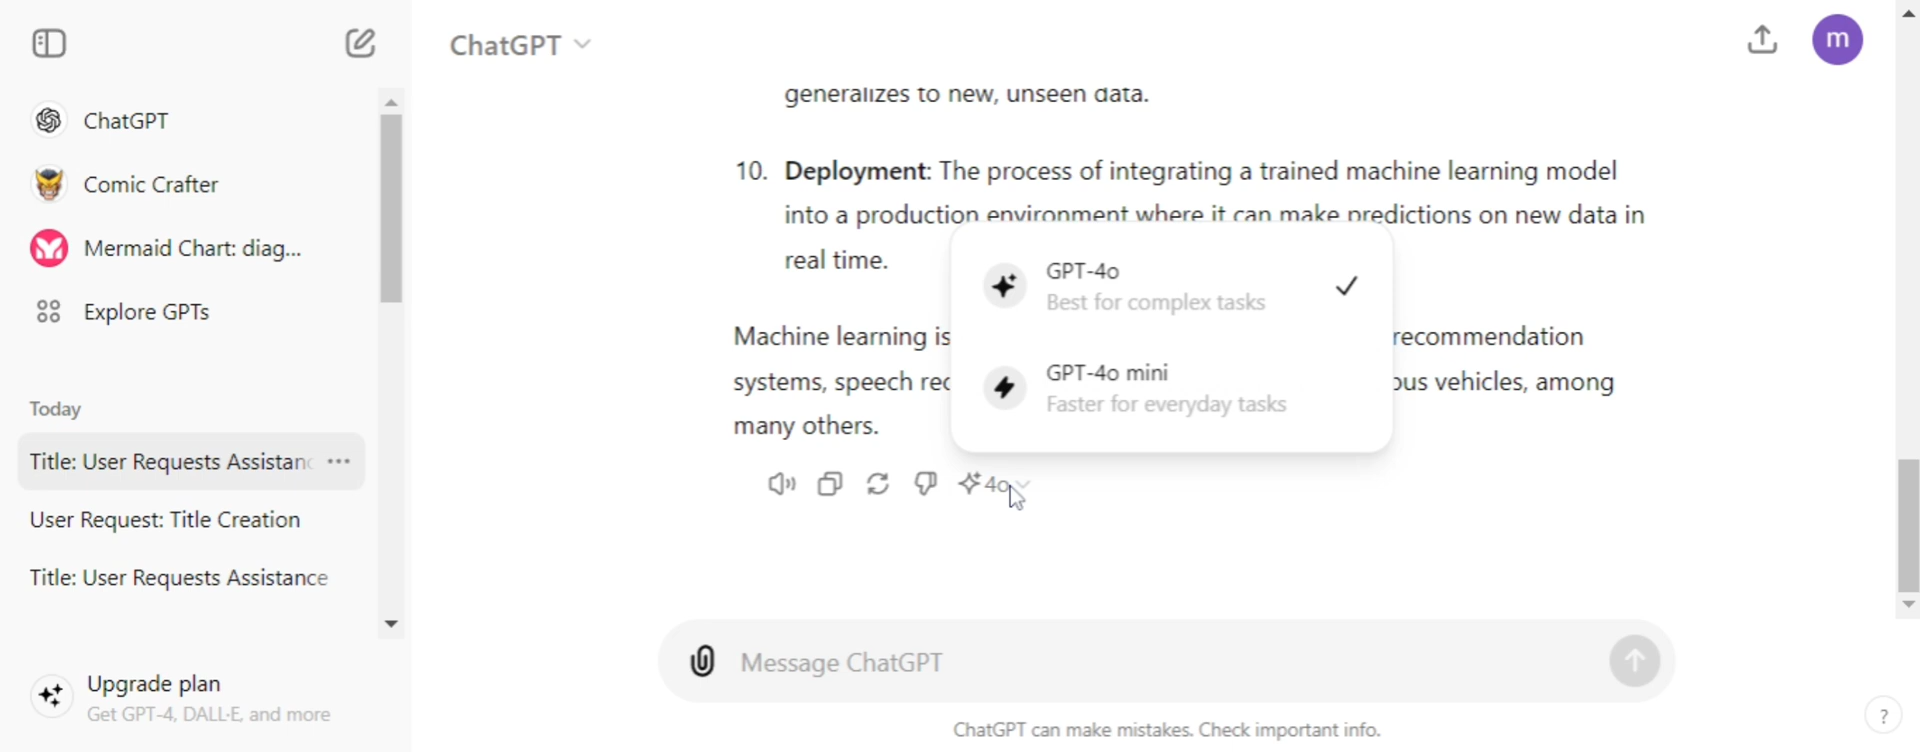 ChatGPT
Comic Crafter
Mermaid Chart: diag...
Explore GPTs
Today
Title: User Requests Assistanc
User Request: Title Creation
Title: User Requests Assistance
Upgrade plan
Get GPT-4, DALL·E, and more
ChatGPT
m
generalizes to new, unseen data.
10. Deployment: The process of integrating a trained machine learning model
into a production environment where it can make predictions on new data in
real time.
Machine learning is recommendation
systems, speech rec ous vehicles, among
many others.
GPT-4o
Best for complex tasks
GPT-4o mini
Faster for everyday tasks
4o
Message ChatGPT
ChatGPT can make mistakes. Check important info.
?